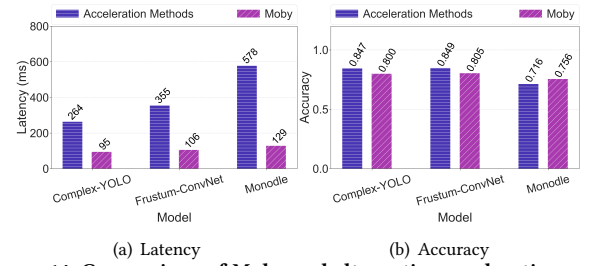 Acceleration Methods Moby
800
600
400
200
0
Latency (ms)
264
95
355
106
578
129
Complex-YOLO Frustum-ConvNet Monodle
Model
(a) Latency
Acceleration Methods Moby
1.0
0.5
0.0
Accuracy
0.847
0.800
0.849
0.805
0.716
0.756
Complex-YOLO Frustum-ConvNet Monodle
Model
(b) Accuracy